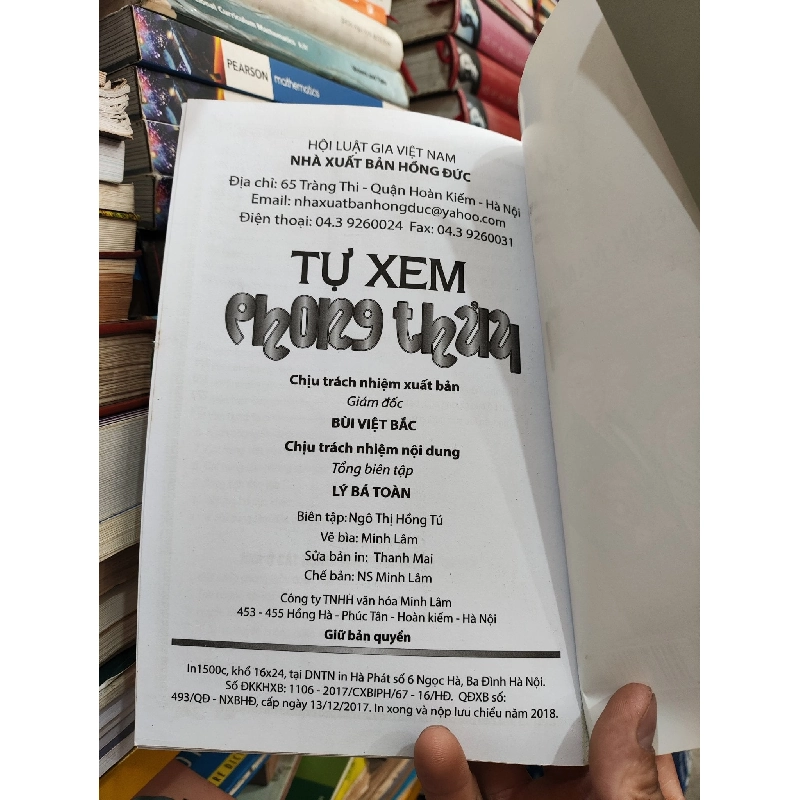 PEARSON
mathematics
HỘI LUẬT GIA VIỆT NAM
NHÀ XUẤT BẢN HỒNG ĐỨC
Địa chỉ: 65 Tràng Thi - Quận Hoàn Kiếm - Hà Nội
Email: nhaxuatbanhongduc@yahoo.com
Điện thoại: 04.3 9260024 Fax: 04.3 9260031
TỰ XEM
phong thủy
Chịu trách nhiệm xuất bản
Giám đốc
BÙI VIỆT BẮC
Chịu trách nhiệm nội dung
Tổng biên tập
LÝ BÁ TOÀN
Biên tập: Ngô Thị Hồng Tú
Vẽ bìa: Minh Lâm
Sửa bản in: Thanh Mai
Chế bản: NS Minh Lâm
Công ty TNHH văn hóa Minh Lâm
453 - 455 Hồng Hà - Phúc Tân - Hoàn kiếm - Hà Nội
Giữ bản quyền
In1500c, khổ 16x24, tại DNTN in Hà Phát số 6 Ngọc Hà, Ba Đình Hà Nội.
Số ĐKKHXB: 1106 - 2017/CXBIPH/67 - 16/HĐ. QĐXB số:
493/QĐ - NXBHĐ, cấp ngày 13/12/2017. In xong và nộp lưu chiểu năm 2018.